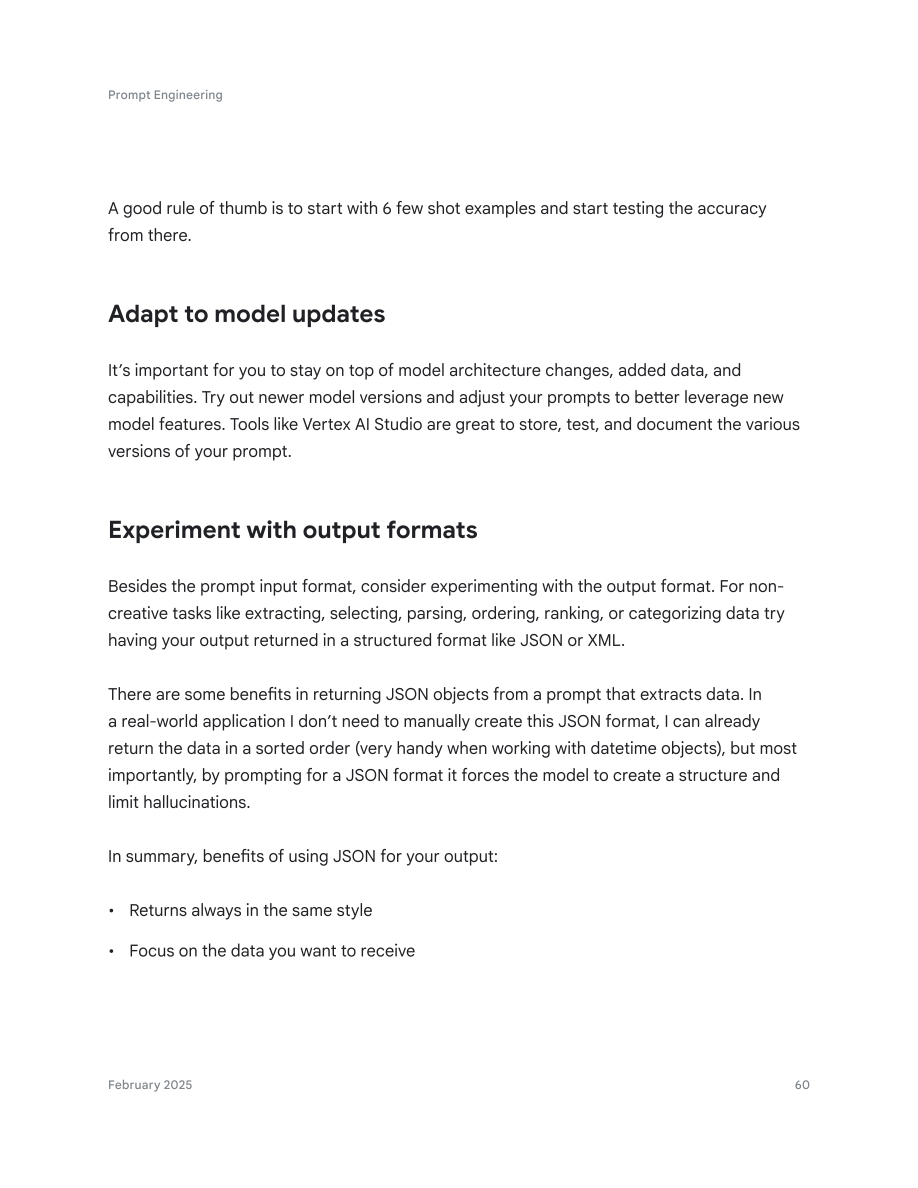 Prompt Engineering
A good rule of thumb is to start with 6 few shot examples and start testing the accuracy
from there.
Adapt to model updates
It’s important for you to stay on top of model architecture changes, added data, and
capabilities. Try out newer model versions and adjust your prompts to better leverage new
model features. Tools like Vertex AI Studio are great to store, test, and document the various
versions of your prompt.
Experiment with output formats
Besides the prompt input format, consider experimenting with the output format. For non-
creative tasks like extracting, selecting, parsing, ordering, ranking, or categorizing data try
having your output returned in a structured format like JSON or XML.
There are some benefits in returning JSON objects from a prompt that extracts data. In
a real-world application I don’t need to manually create this JSON format, I can already
return the data in a sorted order (very handy when working with datetime objects), but most
importantly, by prompting for a JSON format it forces the model to create a structure and
limit hallucinations.
In summary, benefits of using JSON for your output:
• Returns always in the same style
• Focus on the data you want to receive
February 2025 60